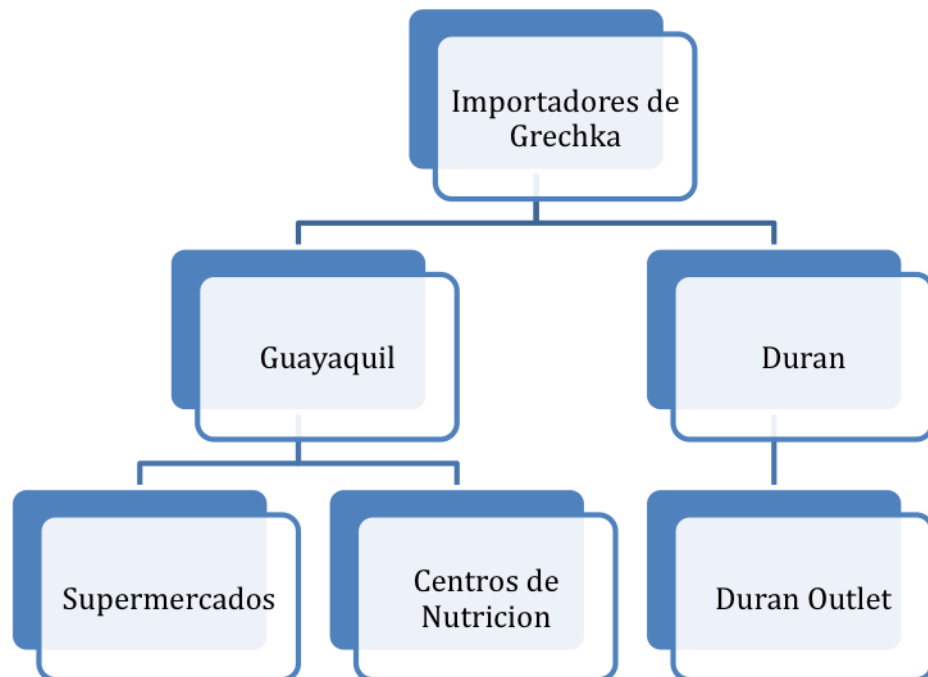 Importadores de
Grechka
Guayaquil
Duran
Supermercados
Centros de
Nutricion
Duran Outlet